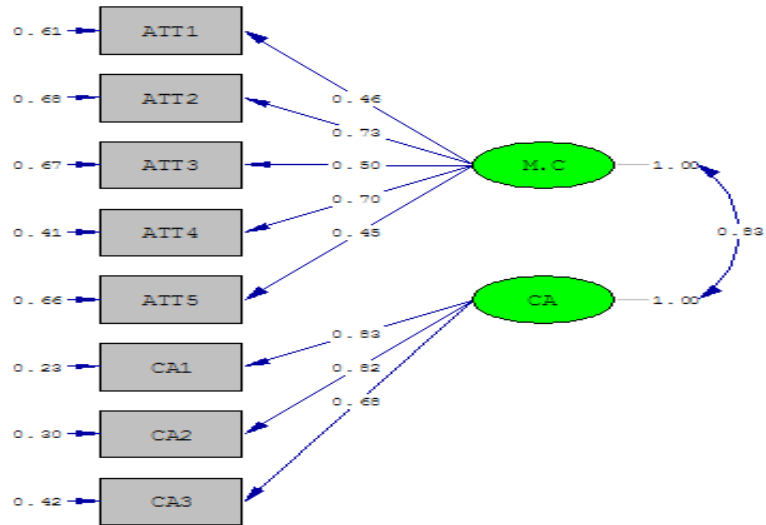 0.61 ATT1
0.46
0.68 ATT2
0.73
0.67 ATT3 0.50 M.C 1.00
0.70
0.41 ATT4 0.45 0.83
0.66 ATT5 CA 1.00
0.83
0.23 CA1
0.82
0.68
0.30 CA2
0.42 CA3